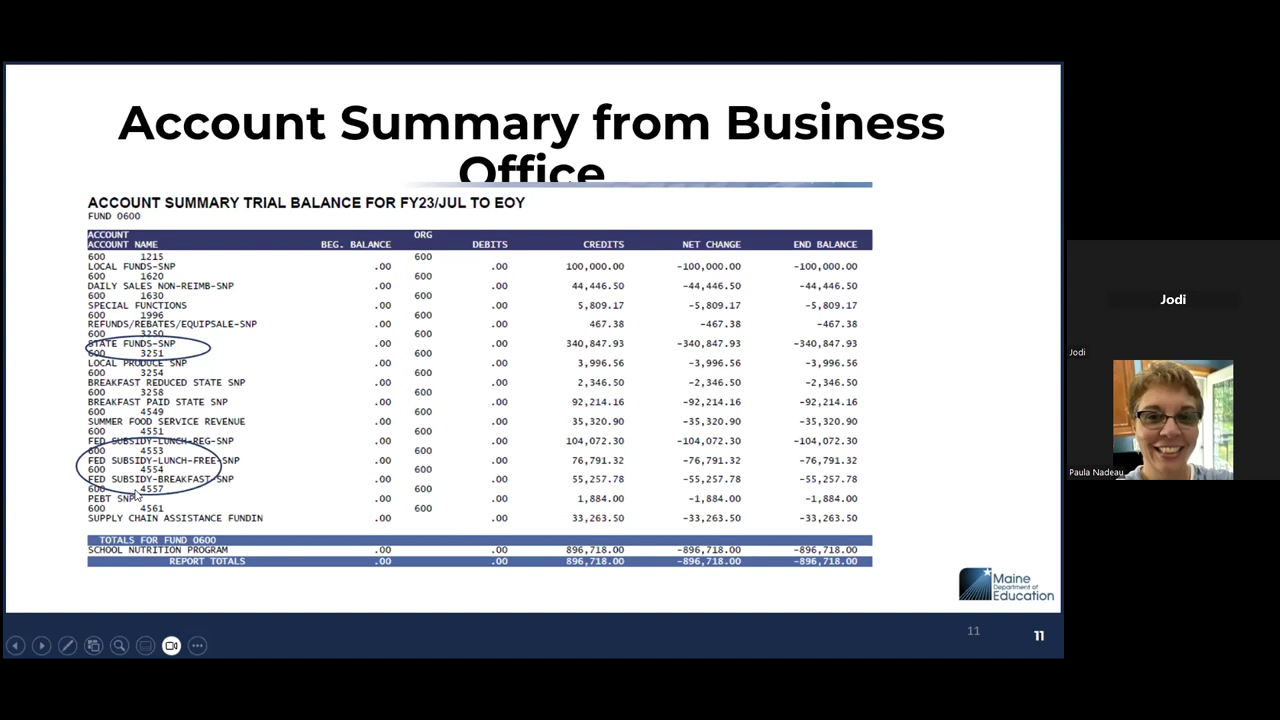 Account Summary from Business
Office
ACCOUNT SUMMARY TRIAL BALANCE FOR FY23/JUL TO EOY
FUND 0600
ACCOUNT ORG
ACCOUNT NAME BEG. BALANCE DEBITS CREDITS NET CHANGE END BALANCE
600 1215 600
LOCAL FUNDS-SNP .00 .00 100,000.00 -100,000.00 -100,000.00
600 1620 600
DAILY SALES NON-REIMB-SNP .00 .00 44,446.50 -44,446.50 -44,446.50
600 1630 600
SPECIAL FUNCTIONS .00 .00 5,809.17 -5,809.17 -5,809.17
600 1996 600
REFUNDS/REBATES/EQUIPSALE-SNP .00 .00 467.38 -467.38 -467.38
600 3250 600
STATE FUNDS-SNP .00 .00 340,847.93 -340,847.93 -340,847.93
600 3251 600
LOCAL PRODUCE SNP .00 .00 3,996.56 -3,996.56 -3,996.56
600 3254 600
BREAKFAST REDUCED STATE SNP .00 .00 2,346.50 -2,346.50 -2,346.50
600 3258 600
BREAKFAST PAID STATE SNP .00 .00 92,214.16 -92,214.16 -92,214.16
600 4549 600
SUMMER FOOD SERVICE REVENUE .00 .00 35,320.90 -35,320.90 -35,320.90
600 4551 600
FED SUBSIDY-LUNCH-REG-SNP .00 .00 104,072.30 -104,072.30 -104,072.30
600 4553 600
FED SUBSIDY-LUNCH-FREE-SNP .00 .00 76,791.32 -76,791.32 -76,791.32
600 4554 600
FED SUBSIDY-BREAKFAST SNP .00 .00 55,257.78 -55,257.78 -55,257.78
600 4557 600
PEBT SNP .00 .00 1,884.00 -1,884.00 -1,884.00
600 4561 600
SUPPLY CHAIN ASSISTANCE FUNDIN .00 .00 33,263.50 -33,263.50 -33,263.50
TOTALS FOR FUND 0600
SCHOOL NUTRITION PROGRAM .00 .00 896,718.00 -896,718.00 -896,718.00
REPORT TOTALS .00 .00 896,718.00 -896,718.00 -896,718.00
Maine
Department of
Education
11
11
Jodi
Jodi
Paula Nadeau